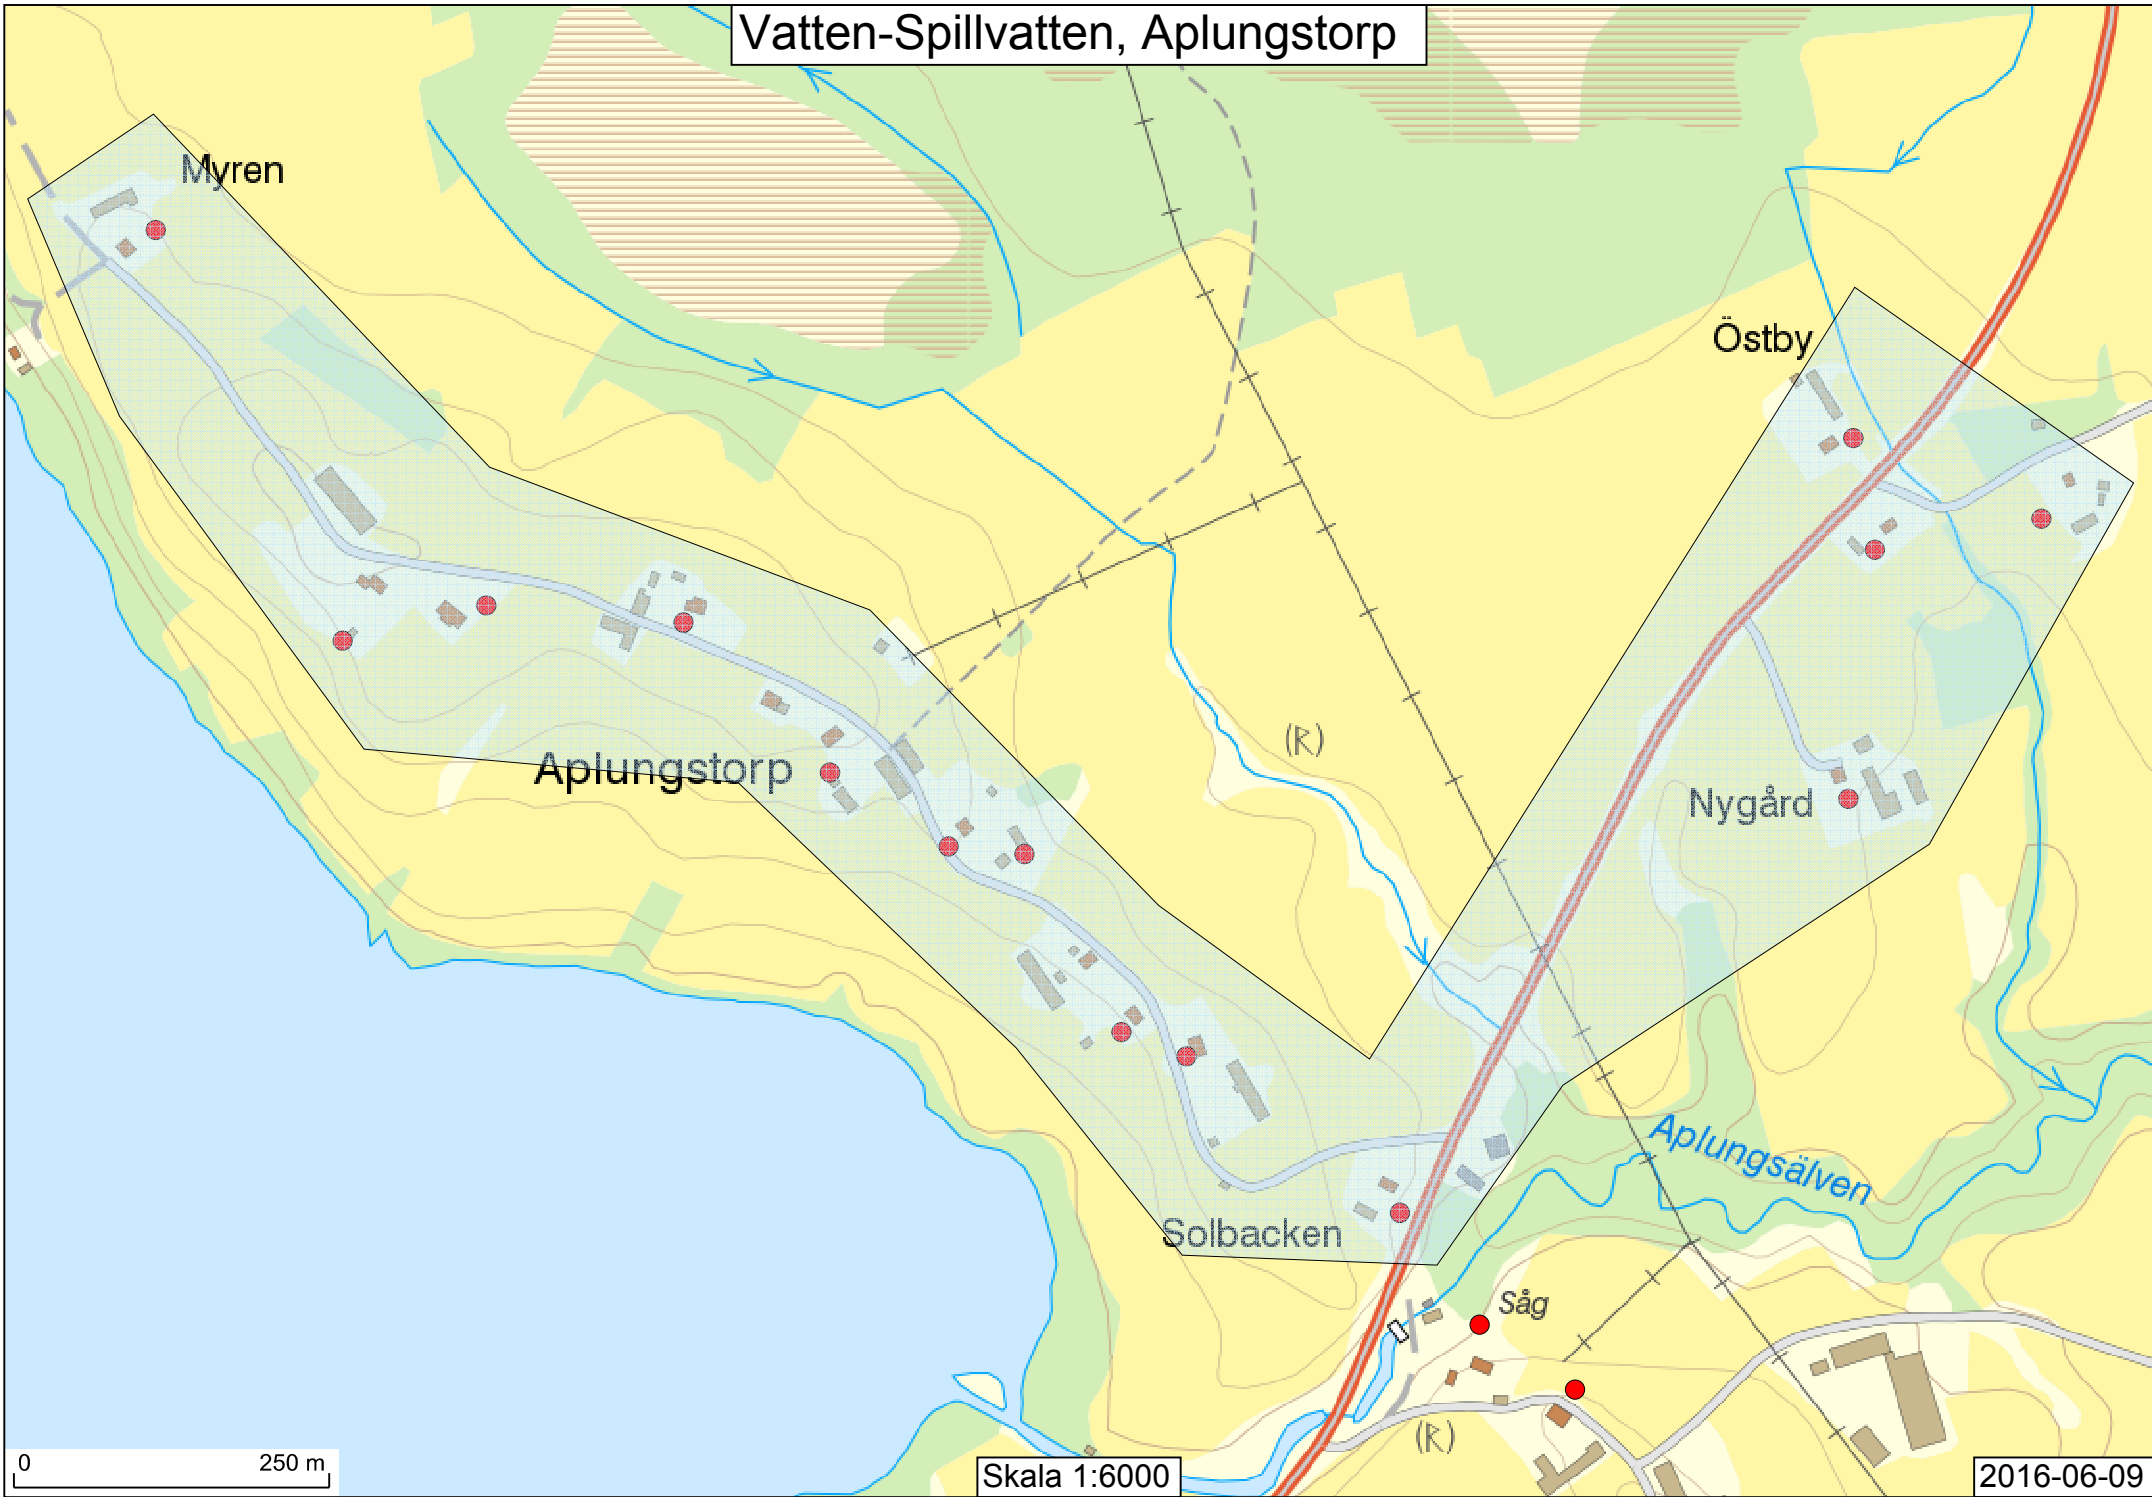 Vatten-Spillvatten, Aplungstorp
Myren
Östby
(R)
Aplungstorp
Nygård
Aplungsälven
Solbacken
Såg
(R)
0 250 m
Skala 1:6000
2016-06-09